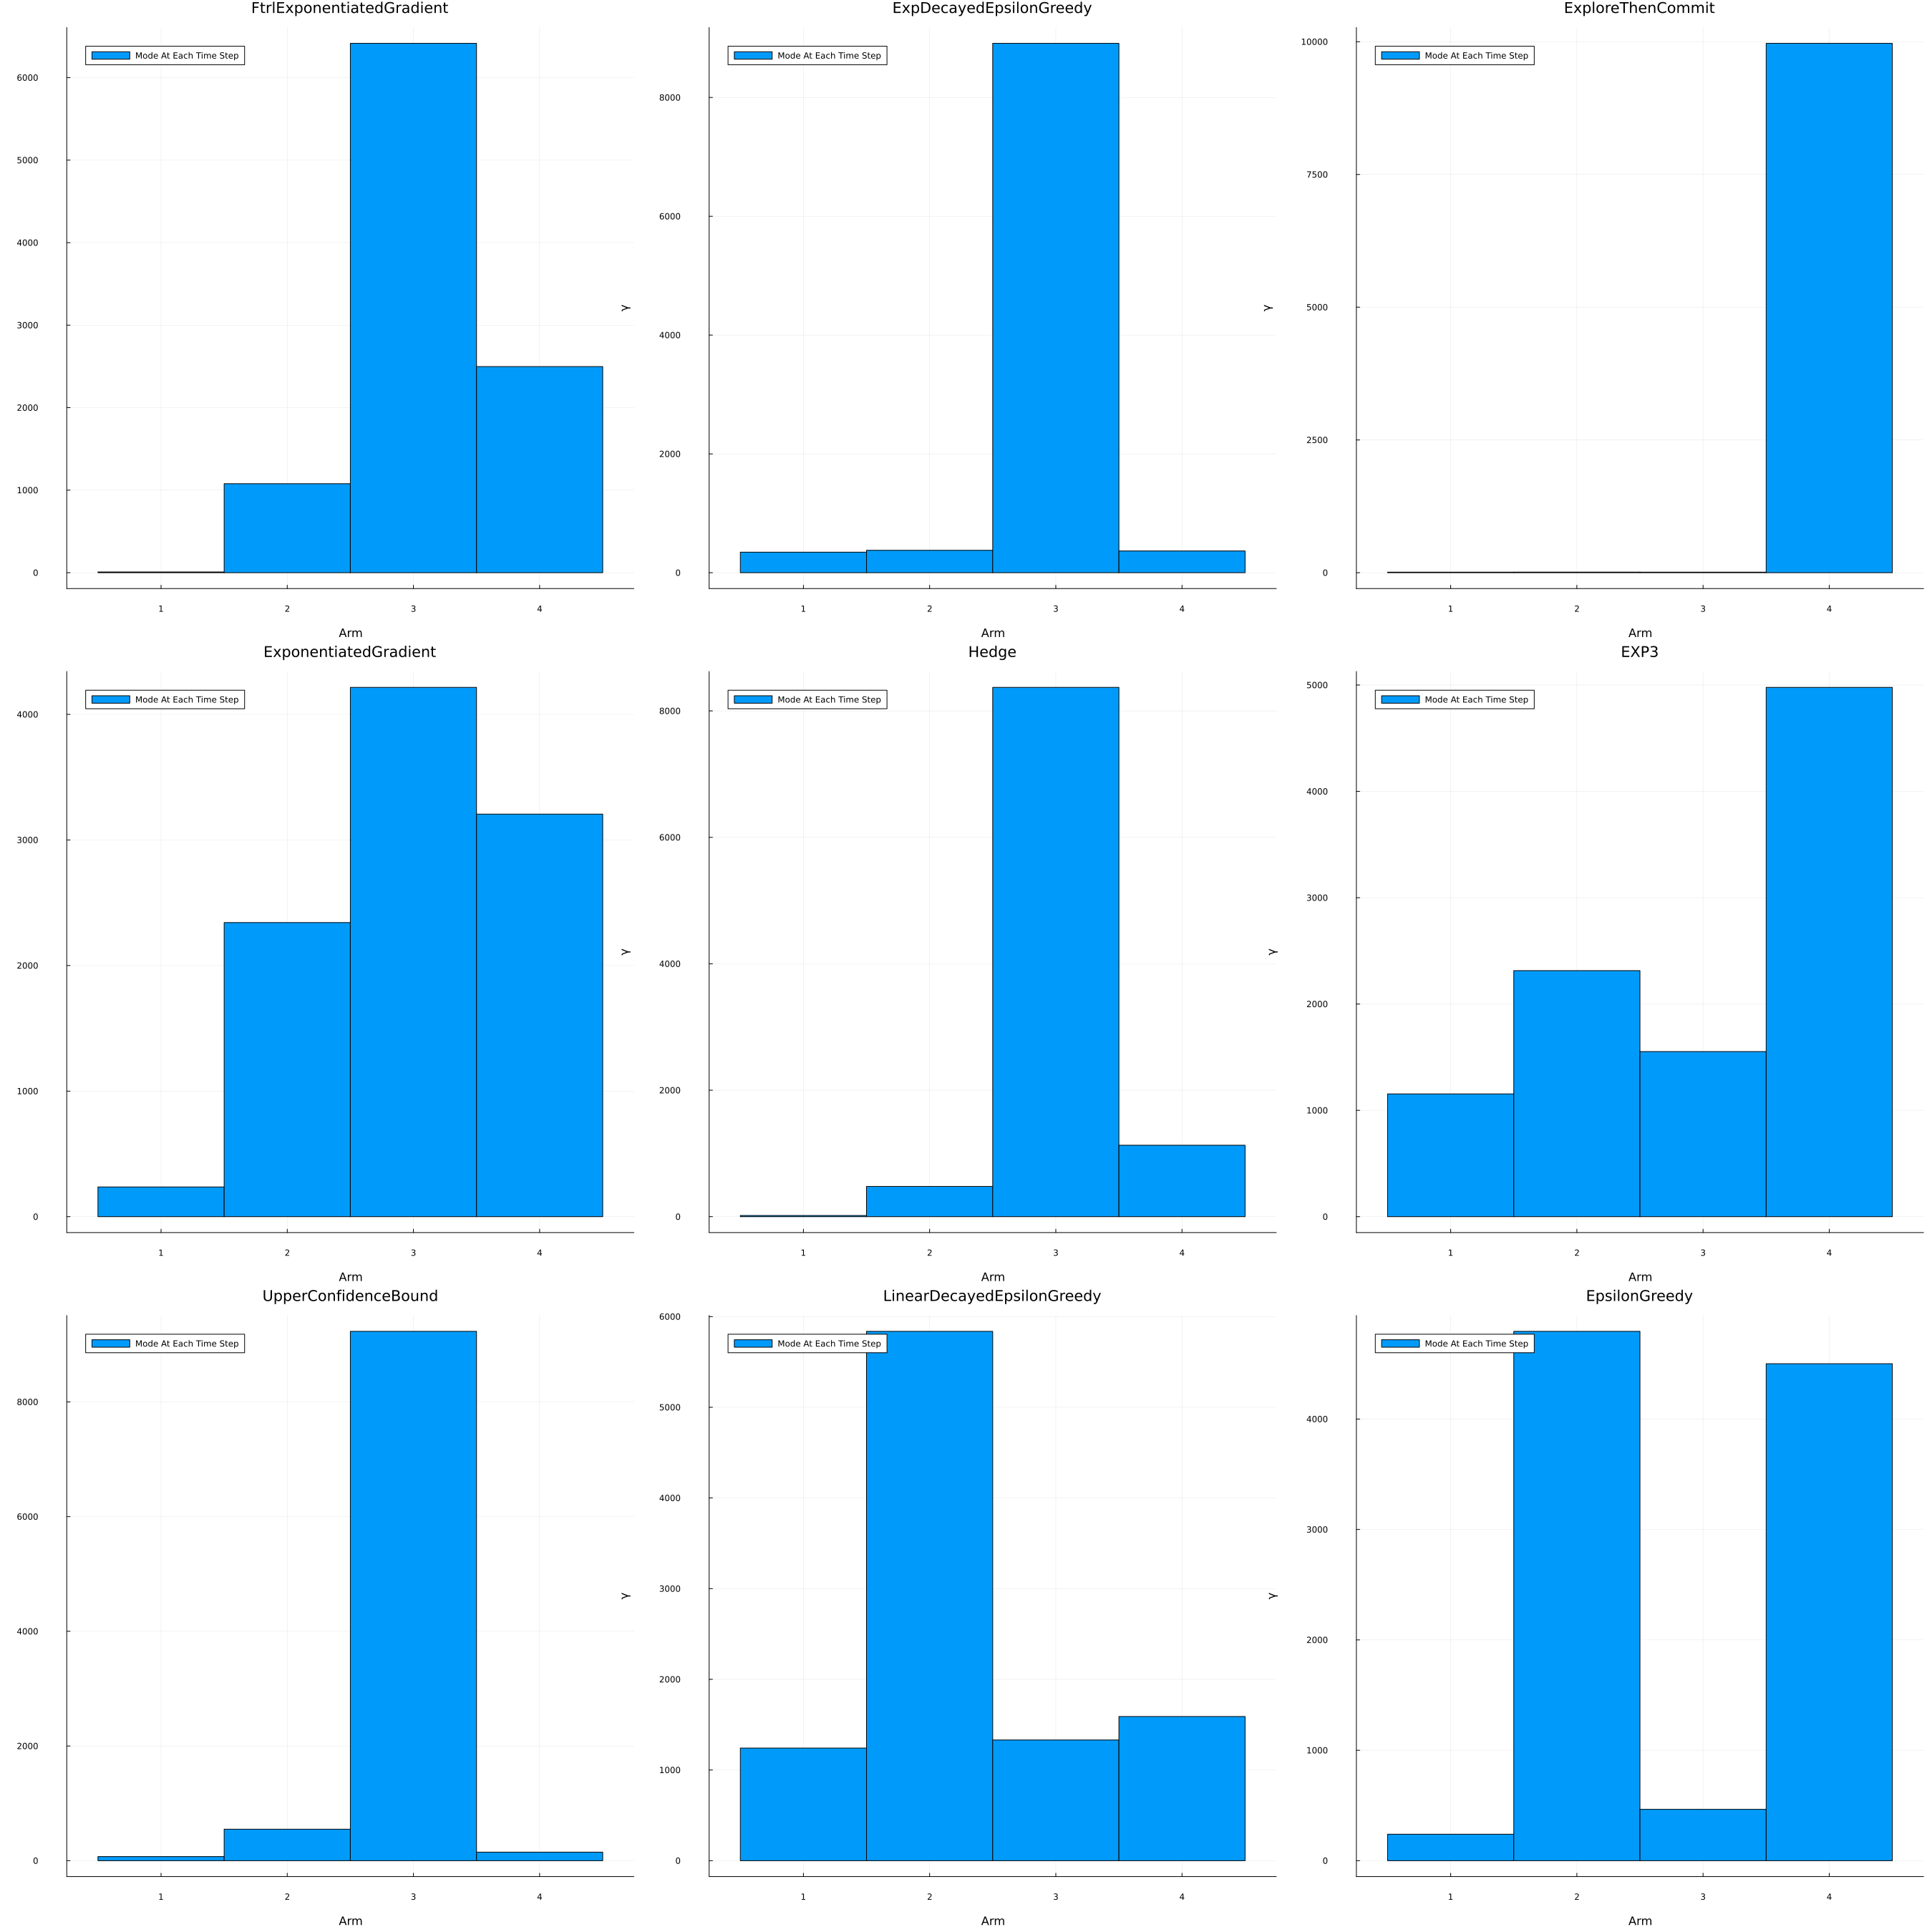 FtrlExponentiatedGradient
Mode At Each Time Step
6000
5000
4000
3000
2000
1000
0
1 2 3 4
Arm
ExpDecayedEpsilonGreedy
Mode At Each Time Step
8000
6000
γ
4000
2000
0
1 2 3 4
Arm
ExploreThenCommit
10000
Mode At Each Time Step
7500
γ
5000
2500
0
1 2 3 4
Arm
ExponentiatedGradient
Mode At Each Time Step
4000
3000
2000
1000
0
1 2 3 4
Arm
Hedge
Mode At Each Time Step
8000
6000
γ
4000
2000
0
1 2 3 4
Arm
EXP3
5000
Mode At Each Time Step
4000
3000
γ
2000
1000
0
1 2 3 4
Arm
UpperConfidenceBound
Mode At Each Time Step
8000
6000
4000
2000
0
1 2 3 4
Arm
LinearDecayedEpsilonGreedy
6000
Mode At Each Time Step
5000
4000
γ
3000
2000
1000
0
1 2 3 4
Arm
EpsilonGreedy
Mode At Each Time Step
4000
3000
γ
2000
1000
0
1 2 3 4
Arm